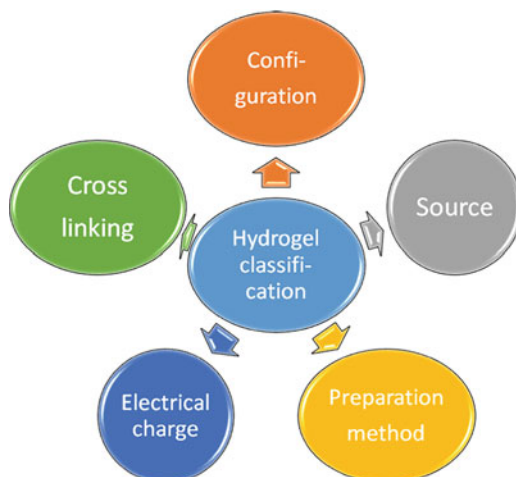 Confi-
guration
Cross
linking
Source
Hydrogel
classifi-
cation
Electrical
charge
Preparation
method